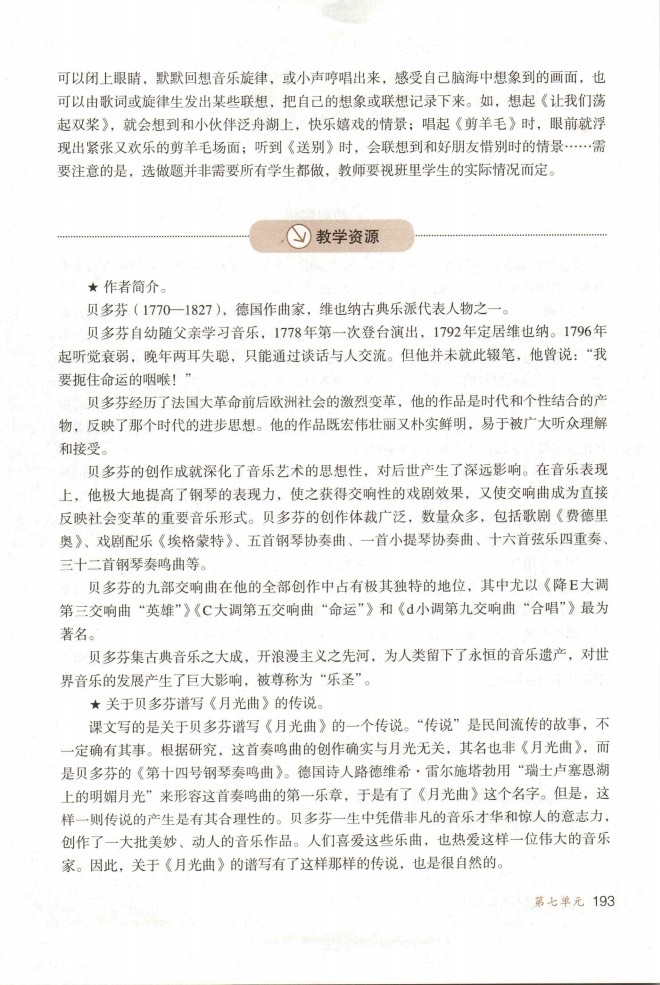 可以闭上眼睛，默默回想音乐旋律，或小声哼唱出来，感受自己脑海中想象到的画面，也
可以由歌词或旋律生发出某些联想，把自己的想象或联想记录下来。如，想起《让我们荡
起双桨》，就会想到和小伙伴泛舟湖上，快乐嬉戏的情景；唱起《剪羊毛》时，眼前就浮
现出紧张又欢乐的剪羊毛场面；听到《送别》时，会联想到和好朋友惜别时的情景……需
要注意的是，选做题并非需要所有学生都做，教师要视班里学生的实际情况而定。
教学资源
★ 作者简介。
贝多芬（1770—1827），德国作曲家，维也纳古典乐派代表人物之一。
贝多芬自幼随父亲学习音乐，1778年第一次登台演出，1792年定居维也纳。1796年
起听觉衰弱，晚年两耳失聪，只能通过谈话与人交流。但他并未就此辍笔，他曾说：“我
要扼住命运的咽喉！”
贝多芬经历了法国大革命前后欧洲社会的激烈变革，他的作品是时代和个性结合的产
物，反映了那个时代的进步思想。他的作品既宏伟壮丽又朴实鲜明，易于被广大听众理解
和接受。
贝多芬的创作成就深化了音乐艺术的思想性，对后世产生了深远影响。在音乐表现
上，他极大地提高了钢琴的表现力，使之获得交响性的戏剧效果，又使交响曲成为直接
反映社会变革的重要音乐形式。贝多芬的创作体裁广泛，数量众多，包括歌剧《费德里
奥》、戏剧配乐《埃格蒙特》、五首钢琴协奏曲、一首小提琴协奏曲、十六首弦乐四重奏、
三十二首钢琴奏鸣曲等。
贝多芬的九部交响曲在他的全部创作中占有极其独特的地位，其中尤以《降E大调
第三交响曲“英雄”》《C大调第五交响曲“命运”》和《d小调第九交响曲“合唱”》最为
著名。
贝多芬集古典音乐之大成，开浪漫主义之先河，为人类留下了永恒的音乐遗产，对世
界音乐的发展产生了巨大影响，被尊称为“乐圣”。
★ 关于贝多芬谱写《月光曲》的传说。
课文写的是关于贝多芬谱写《月光曲》的一个传说。“传说”是民间流传的故事，不
一定确有其事。根据研究，这首奏鸣曲的创作确实与月光无关，其名也非《月光曲》，而
是贝多芬的《第十四号钢琴奏鸣曲》。德国诗人路德维希·雷尔施塔勃用“瑞士卢塞恩湖
上的明媚月光”来形容这首奏鸣曲的第一乐章，于是有了《月光曲》这个名字。但是，这
样一则传说的产生是有其合理性的。贝多芬一生中凭借非凡的音乐才华和惊人的意志力，
创作了一大批美妙、动人的音乐作品。人们喜爱这些乐曲，也热爱这样一位伟大的音乐
家。因此，关于《月光曲》的谱写有了这样那样的传说，也是很自然的。
第七单元 193